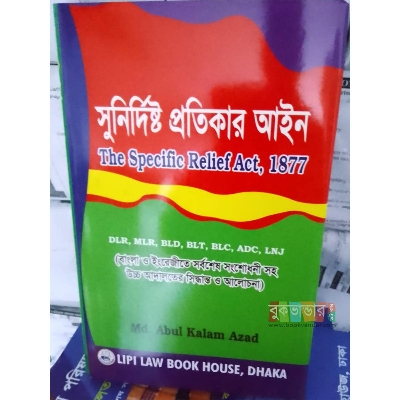 সুনির্দিষ্ট প্রতিকার আইন
The Specific Relief Act, 1877
DLR, MLR, BLD, BLT, BLC, ADC, LNJ
(বাংলা ও ইংরেজীতে সর্বশেষ সংশোধনী সহ
উচ্চ আদালতের সিদ্ধান্ত ও আলোচনা)
বুকভান্ডার
Md. Abul Kalam Azad
LIPI LAW BOOK HOUSE, DHAKA